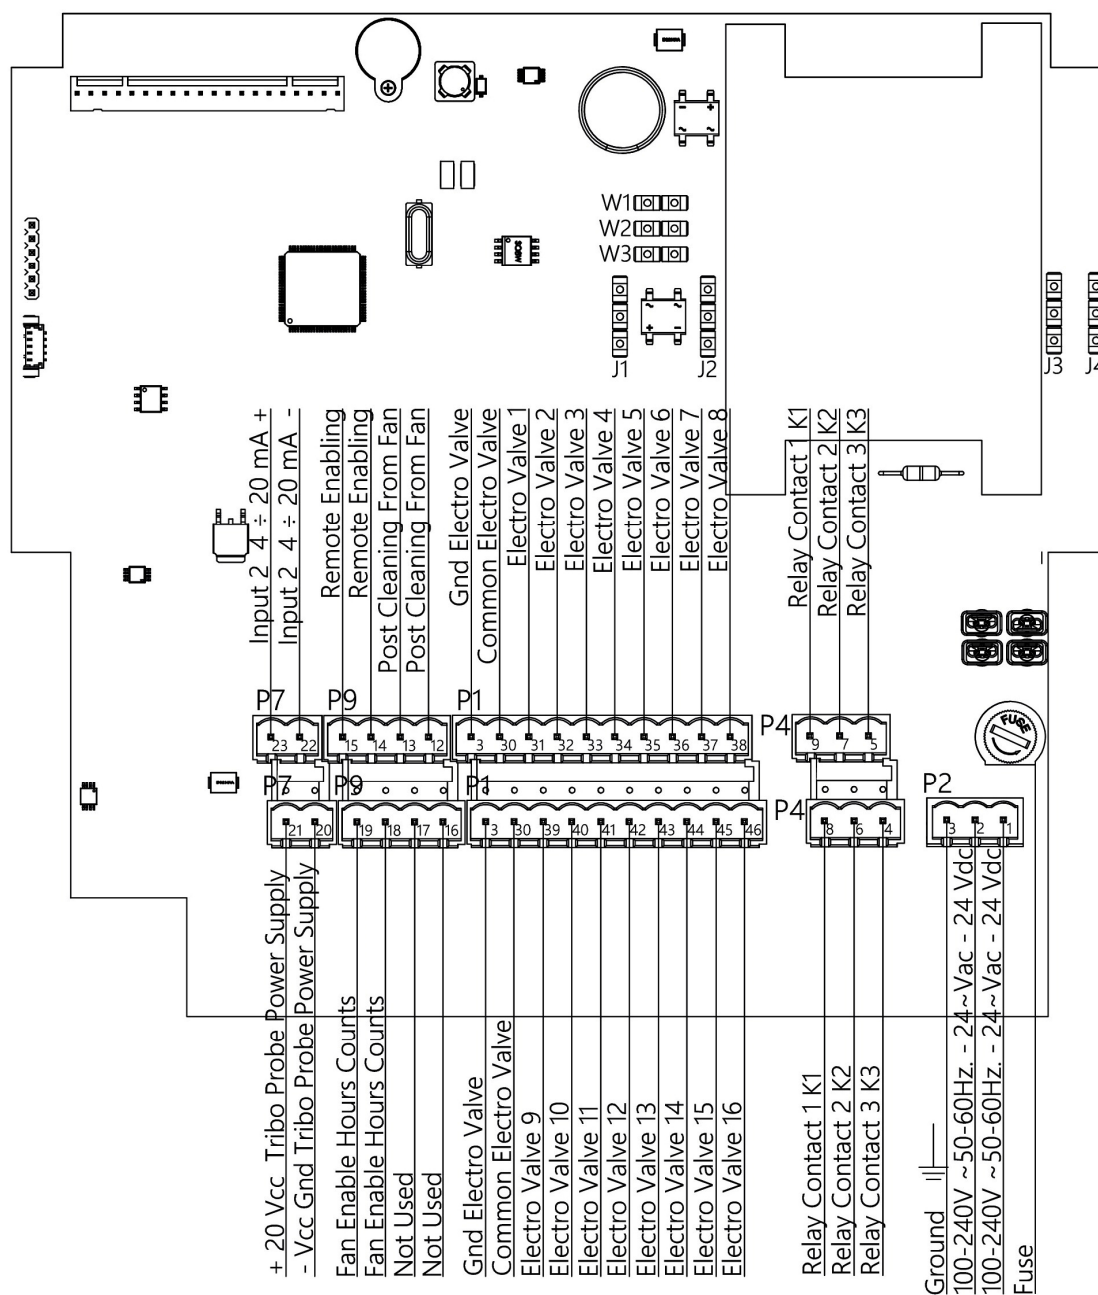 W1
W2
W3
SO8W
J1
J2
J3
J4
Input 2 4 ÷ 20 mA +
Input 2 4 ÷ 20 mA -
Remote Enabling
Remote Enabling
Post Cleaning From Fan
Post Cleaning From Fan
Gnd Electro Valve
Common Electro Valve
Electro Valve 1
Electro Valve 2
Electro Valve 3
Electro Valve 4
Electro Valve 5
Electro Valve 6
Electro Valve 7
Electro Valve 8
Relay Contact 1 K1
Relay Contact 2 K2
Relay Contact 3 K3
P7
P9
P1
P4
FUSE
23 22
15 14 13 12
3 30 31 32 33 34 35 36 37 38
9 7 5
P7
P9
P1
P4
P2
21 20
19 18 17 16
3 30 39 40 41 42 43 44 45 46
8 6 4
3 2 1
+ 20 Vcc Tribo Probe Power Supply
- Vcc Gnd Tribo Probe Power Supply
Fan Enable Hours Counts
Fan Enable Hours Counts
Not Used
Not Used
Gnd Electro Valve
Common Electro Valve
Electro Valve 9
Electro Valve 10
Electro Valve 11
Electro Valve 12
Electro Valve 13
Electro Valve 14
Electro Valve 15
Electro Valve 16
Relay Contact 1 K1
Relay Contact 2 K2
Relay Contact 3 K3
Ground
100-240V ~50-60Hz. - 24~Vac - 24 Vdc
100-240V ~50-60Hz. - 24~Vac - 24 Vdc
Fuse